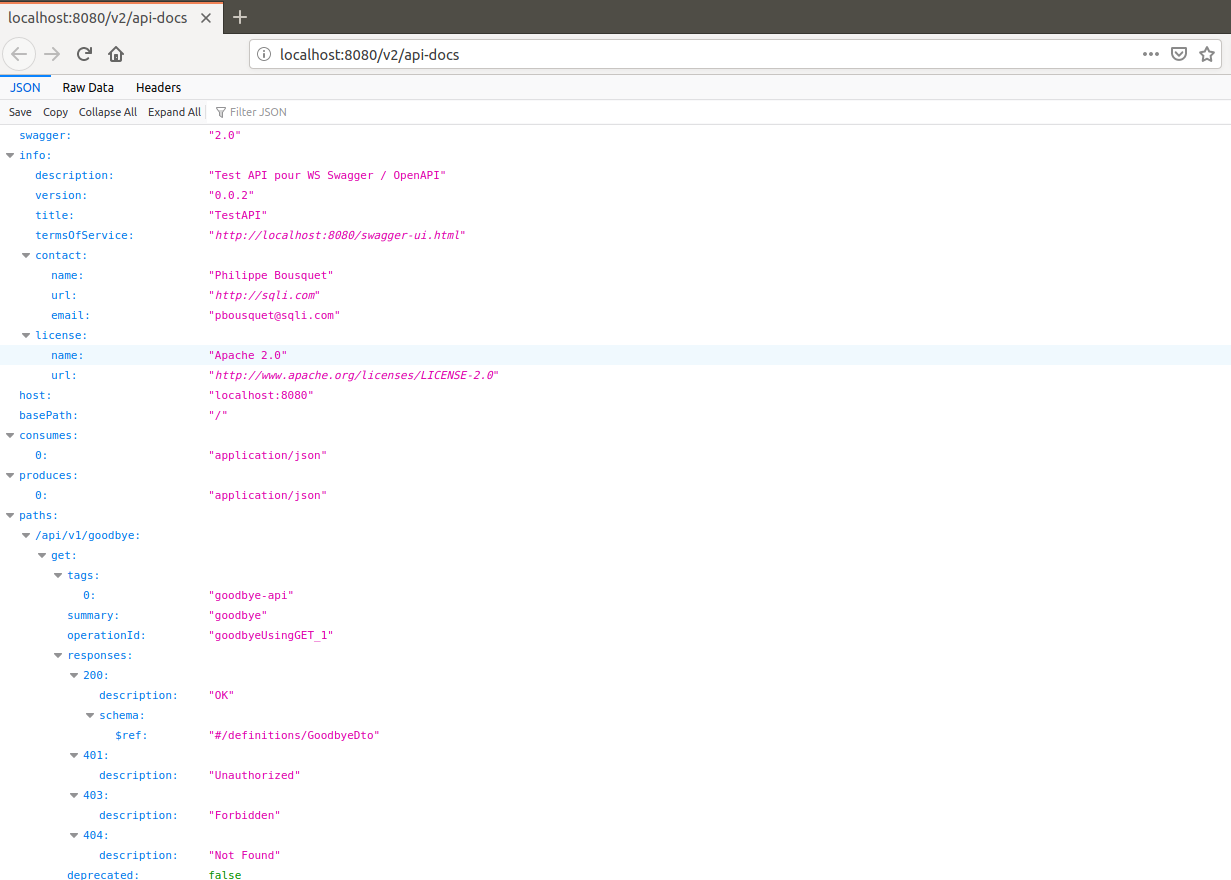 localhost:8080/v2/api-docs
localhost:8080/v2/api-docs
JSON Raw Data Headers
Save Copy Collapse All Expand All Filter JSON
swagger: "2.0"
info:
description: "Test API pour WS Swagger / OpenAPI"
version: "0.0.2"
title: "TestAPI"
termsOfService: "http://localhost:8080/swagger-ui.html"
contact:
name: "Philippe Bousquet"
url: "http://sqli.com"
email: "pbousquet@sqli.com"
license:
name: "Apache 2.0"
url: "http://www.apache.org/licenses/LICENSE-2.0"
host: "localhost:8080"
basePath: "/"
consumes:
0: "application/json"
produces:
0: "application/json"
paths:
/api/v1/goodbye:
get:
tags:
0: "goodbye-api"
summary: "goodbye"
operationId: "goodbyeUsingGET_1"
responses:
200:
description: "OK"
schema:
$ref: "#/definitions/GoodbyeDto"
401:
description: "Unauthorized"
403:
description: "Forbidden"
404:
description: "Not Found"
deprecated: false